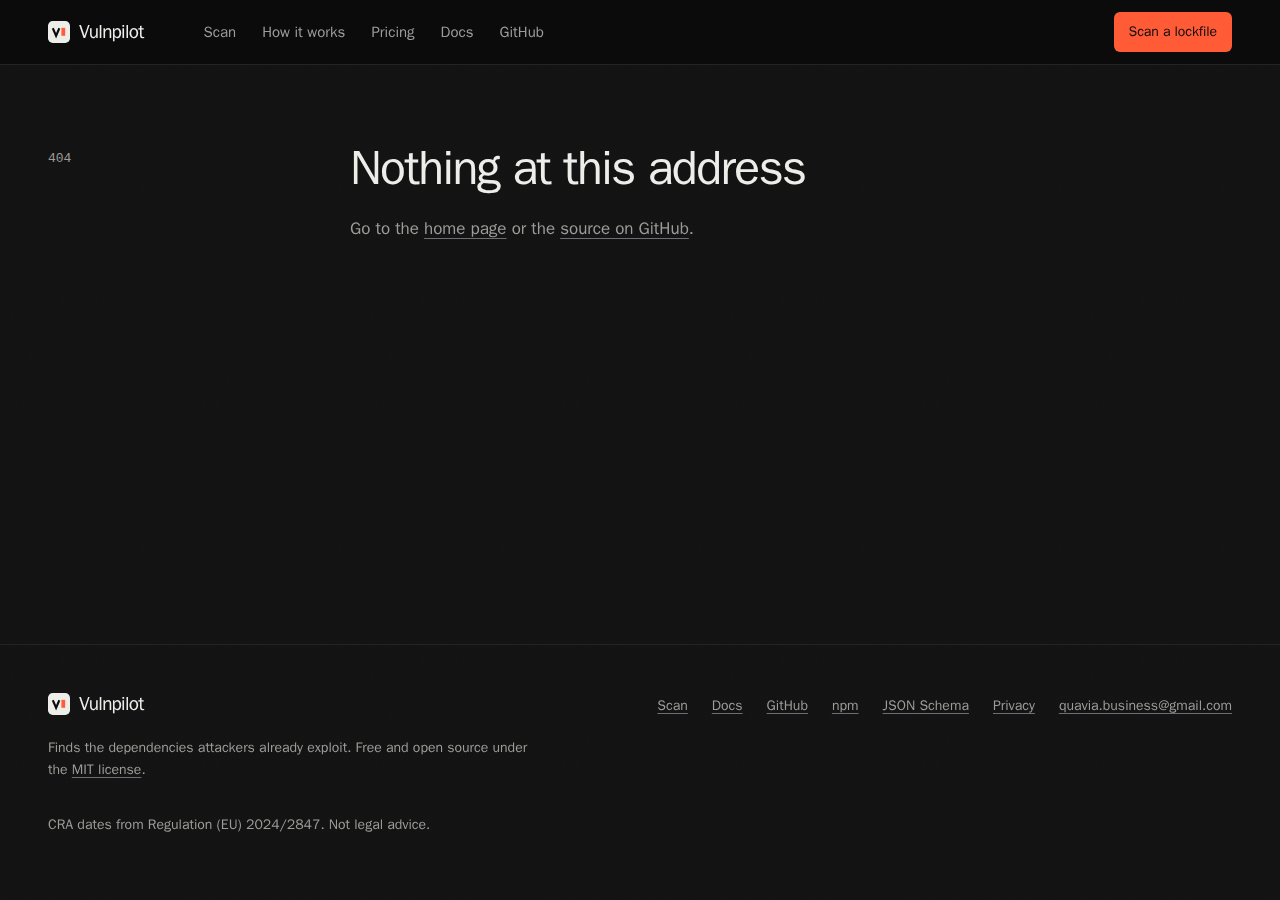 Vulnpilot
Scan
How it works
Pricing
Docs
GitHub
Scan a lockfile
404
Nothing at this address
Go to the home page or the source on GitHub.
Vulnpilot
Scan
Docs
GitHub
npm
JSON Schema
Privacy
quavia.business@gmail.com
Finds the dependencies attackers already exploit. Free and open source under
the MIT license.
CRA dates from Regulation (EU) 2024/2847. Not legal advice.